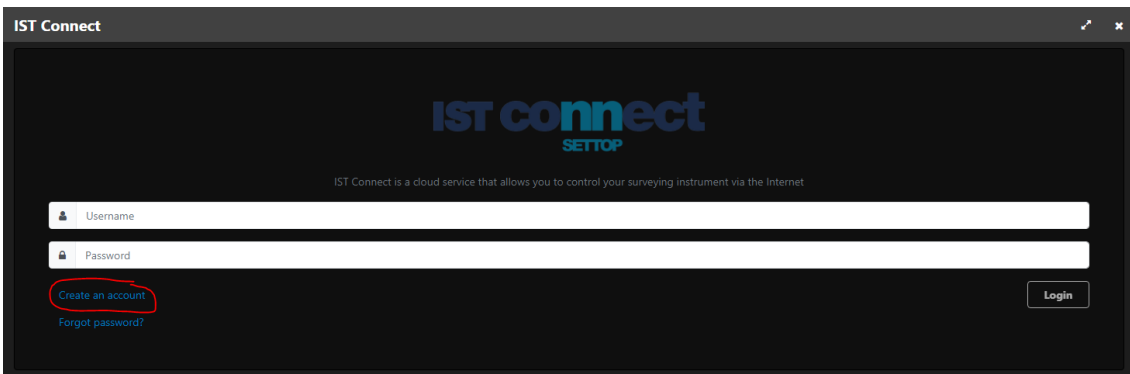 IST Connect
IST connect
SETTOP
IST Connect is a cloud service that allows you to control your surveying instrument via the Internet
Username
Password
Create an account
Login
Forgot password?